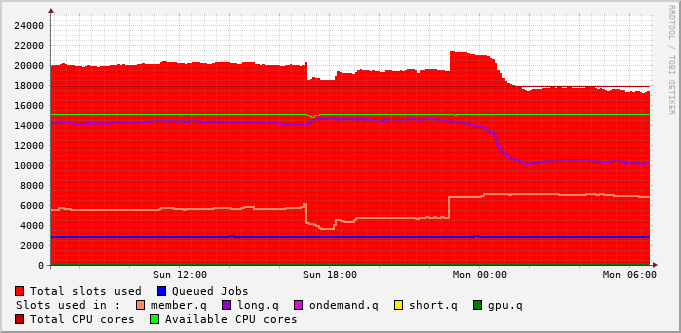 24000
22000
20000
18000
16000
14000
12000
10000
8000
6000
4000
2000
0
Sun 12:00 Sun 18:00 Mon 00:00 Mon 06:00
RRDTOOL / TOBI OETIKER
Total slots used Queued Jobs
Slots used in : member.q long.q ondemand.q short.q gpu.q
Total CPU cores Available CPU cores